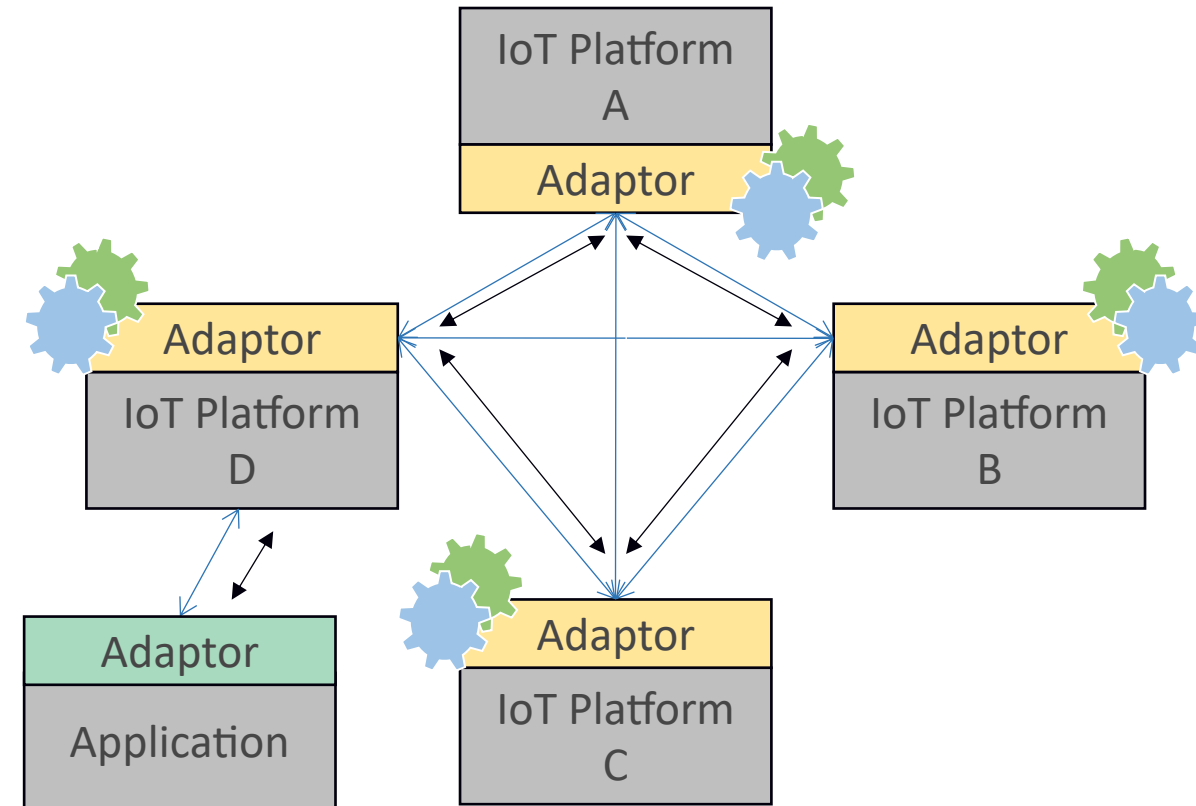 IoT Platform
A
Adaptor
Adaptor
IoT Platform
D
Adaptor
IoT Platform
B
Adaptor
Application
Adaptor
IoT Platform
C